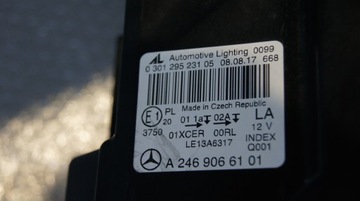 AL Automotive Lighting 0099
0 301 295 231 05 08.08.17 668
Made in Czech Republic
E1 PL 01 1a 02A LA
20 12 V
3750 01XCER 00RL INDEX
LE13A6317 Q001
A 246 906 61 01